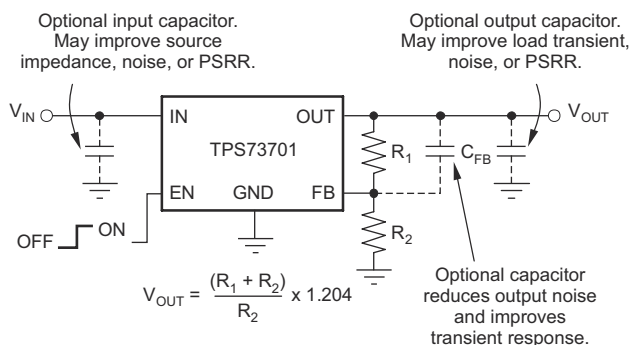 Optional input capacitor.
May improve source
impedance, noise, or PSRR.
Optional output capacitor.
May improve load transient,
noise, or PSRR.
V_IN
IN
OUT
V_OUT
TPS73701
R_1
C_FB
EN
GND
FB
OFF
ON
R_2
V_OUT = (R_1 + R_2) / R_2 x 1.204
Optional capacitor
reduces output noise
and improves
transient response.